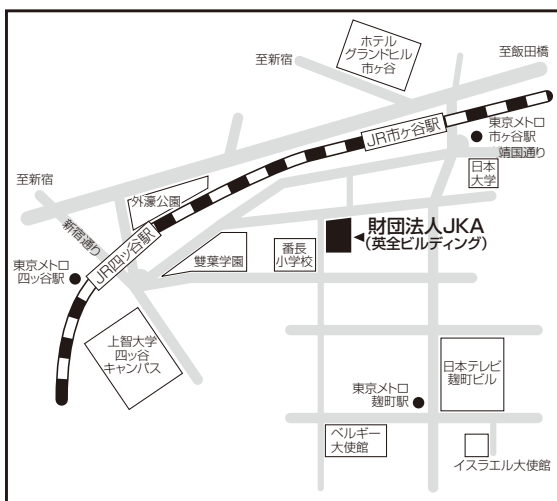 ホテル
グランドヒル
市ヶ谷
至新宿
至飯田橋
JR市ヶ谷駅
東京メトロ
市ヶ谷駅
靖国通り
日本
大学
至新宿
外濠公園
新宿通り
JR四ッ谷駅
東京メトロ
四ッ谷駅
雙葉学園
番長
小学校
財団法人JKA
(英全ビルディング)
上智大学
四ッ谷
キャンパス
日本テレビ
麹町ビル
東京メトロ
麹町駅
ベルギー
大使館
イスラエル大使館